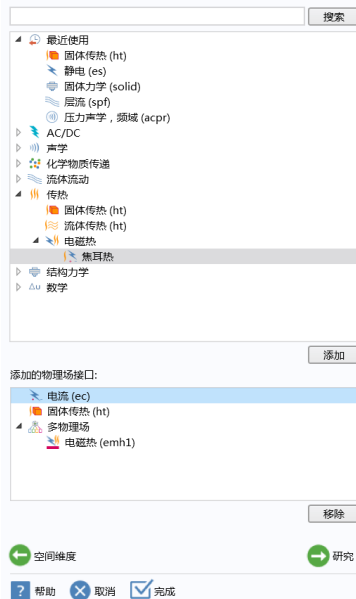 搜索
最近使用
固体传热 (ht)
静电 (es)
固体力学 (solid)
层流 (spf)
压力声学，频域 (acpr)
AC/DC
声学
化学物质传递
流体流动
传热
固体传热 (ht)
流体传热 (ht)
电磁热
焦耳热
结构力学
Δu 数学
添加
添加的物理场接口:
电流 (ec)
固体传热 (ht)
多物理场
电磁热 (emh1)
移除
空间维度
研究
? 帮助
取消
完成